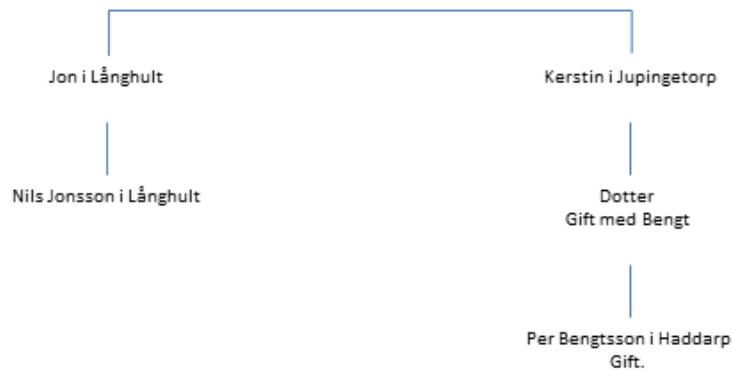 Jon i Långhult
Kerstin i Jupingetorp
Nils Jonsson i Långhult
Dotter
Gift med Bengt
Per Bengtsson i Haddarp
Gift.